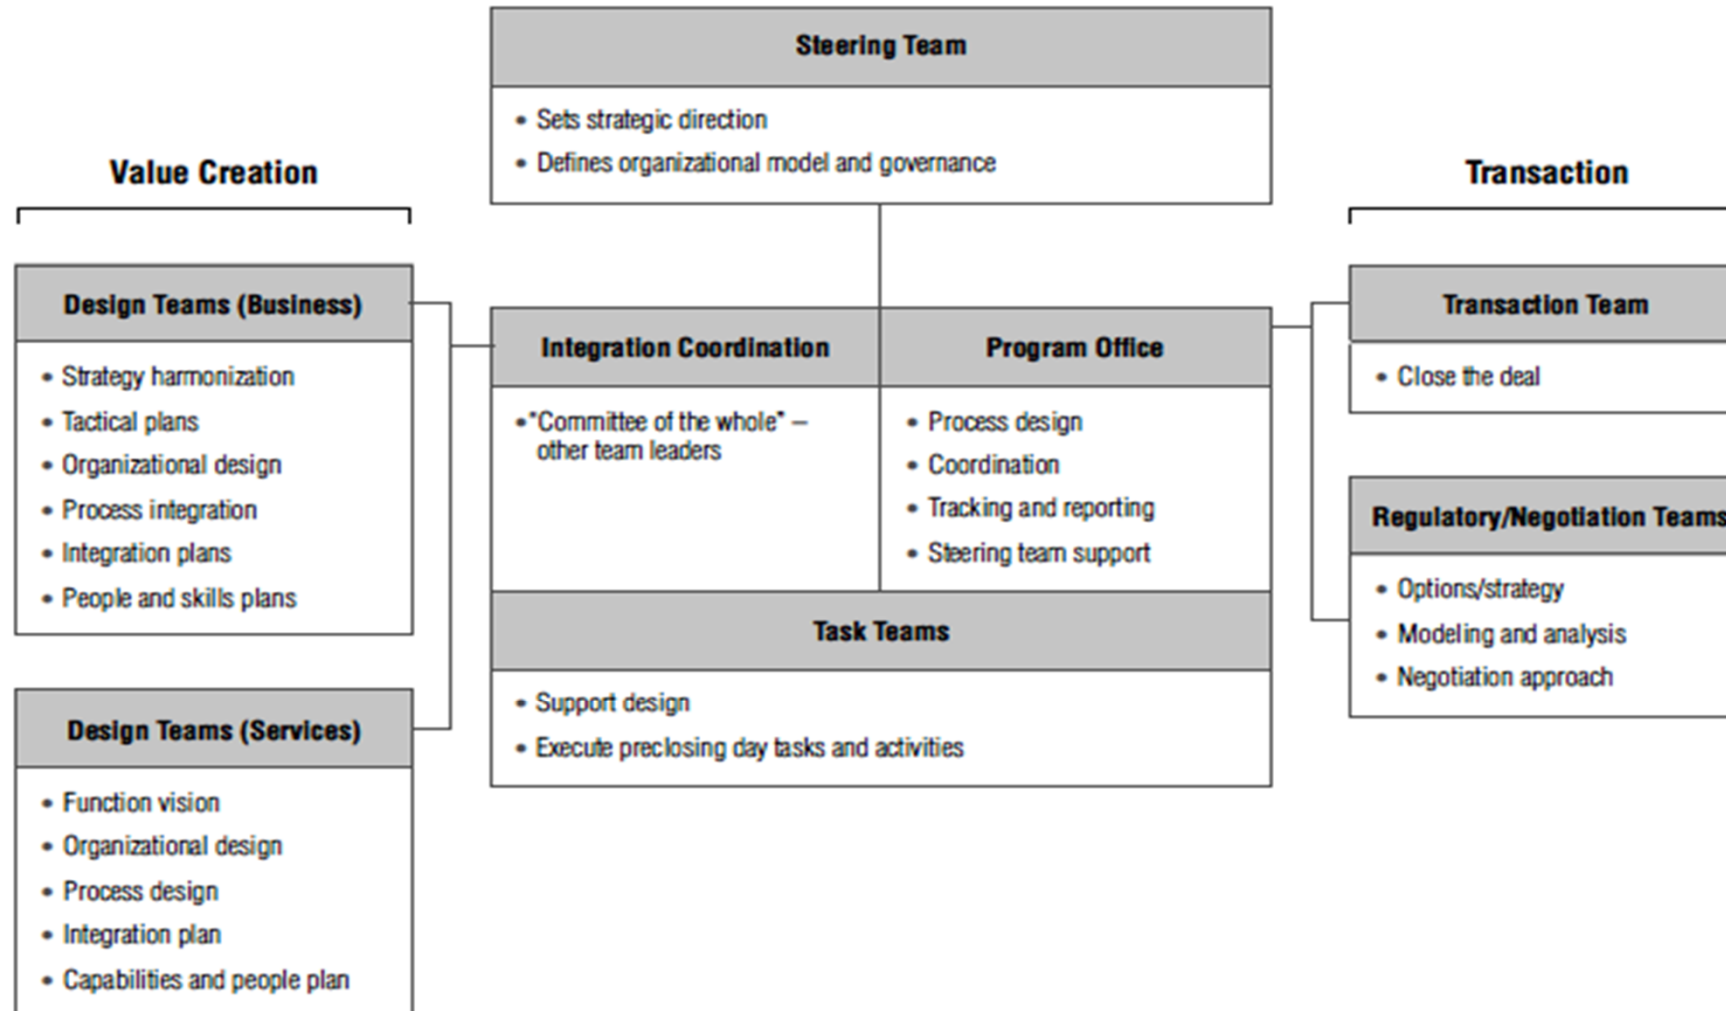 Steering Team
• Sets strategic direction
• Defines organizational model and governance
Value Creation
Design Teams (Business)
• Strategy harmonization
• Tactical plans
• Organizational design
• Process integration
• Integration plans
• People and skills plans
Design Teams (Services)
• Function vision
• Organizational design
• Process design
• Integration plan
• Capabilities and people plan
Integration Coordination
• "Committee of the whole" –
other team leaders
Program Office
• Process design
• Coordination
• Tracking and reporting
• Steering team support
Task Teams
• Support design
• Execute preclosing day tasks and activities
Transaction
Transaction Team
• Close the deal
Regulatory/Negotiation Teams
• Options/strategy
• Modeling and analysis
• Negotiation approach